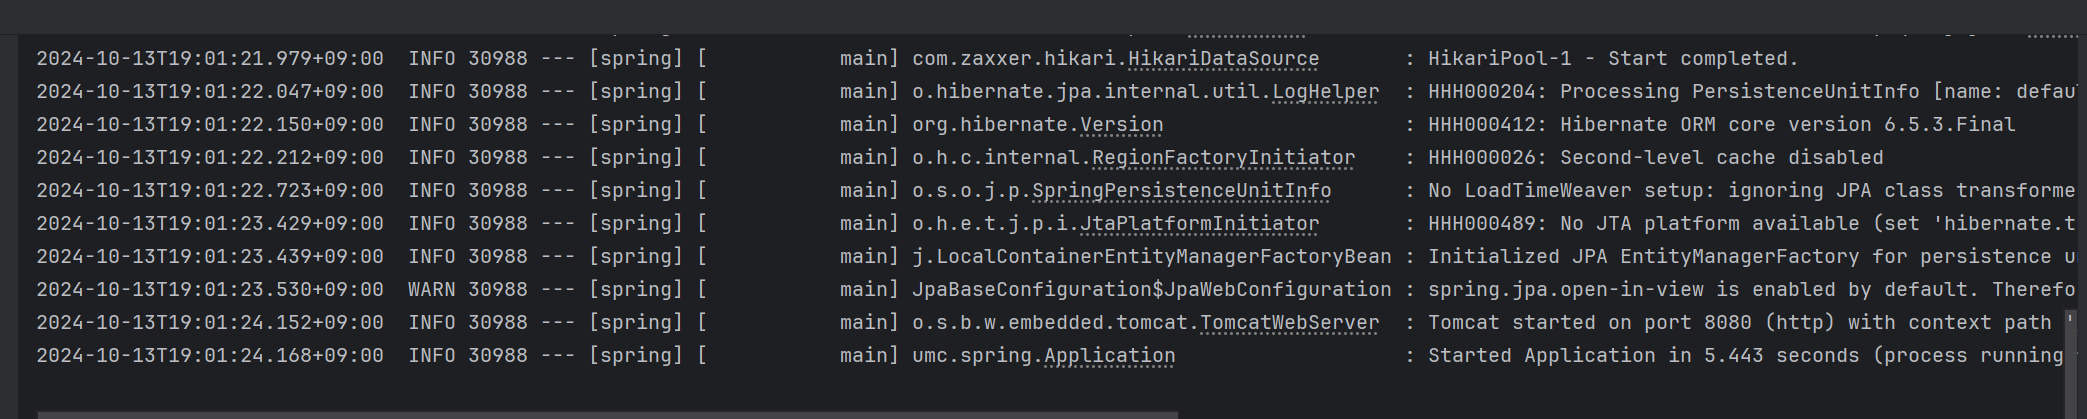 2024-10-13T19:01:21.979+09:00  INFO 30988 --- [spring] [           main] com.zaxxer.hikari.HikariDataSource       : HikariPool-1 - Start completed.
2024-10-13T19:01:22.047+09:00  INFO 30988 --- [spring] [           main] o.hibernate.jpa.internal.util.LogHelper  : HHH000204: Processing PersistenceUnitInfo [name: defau
2024-10-13T19:01:22.150+09:00  INFO 30988 --- [spring] [           main] org.hibernate.Version                    : HHH000412: Hibernate ORM core version 6.5.3.Final
2024-10-13T19:01:22.212+09:00  INFO 30988 --- [spring] [           main] o.h.c.internal.RegionFactoryInitiator    : HHH000026: Second-level cache disabled
2024-10-13T19:01:22.723+09:00  INFO 30988 --- [spring] [           main] o.s.o.j.p.SpringPersistenceUnitInfo      : No LoadTimeWeaver setup: ignoring JPA class transforme
2024-10-13T19:01:23.429+09:00  INFO 30988 --- [spring] [           main] o.h.e.t.j.p.i.JtaPlatformInitiator       : HHH000489: No JTA platform available (set 'hibernate.t
2024-10-13T19:01:23.439+09:00  INFO 30988 --- [spring] [           main] j.LocalContainerEntityManagerFactoryBean : Initialized JPA EntityManagerFactory for persistence u
2024-10-13T19:01:23.530+09:00  WARN 30988 --- [spring] [           main] JpaBaseConfiguration$JpaWebConfiguration : spring.jpa.open-in-view is enabled by default. Therefo
2024-10-13T19:01:24.152+09:00  INFO 30988 --- [spring] [           main] o.s.b.w.embedded.tomcat.TomcatWebServer  : Tomcat started on port 8080 (http) with context path '
2024-10-13T19:01:24.168+09:00  INFO 30988 --- [spring] [           main] umc.spring.Application                   : Started Application in 5.443 seconds (process running